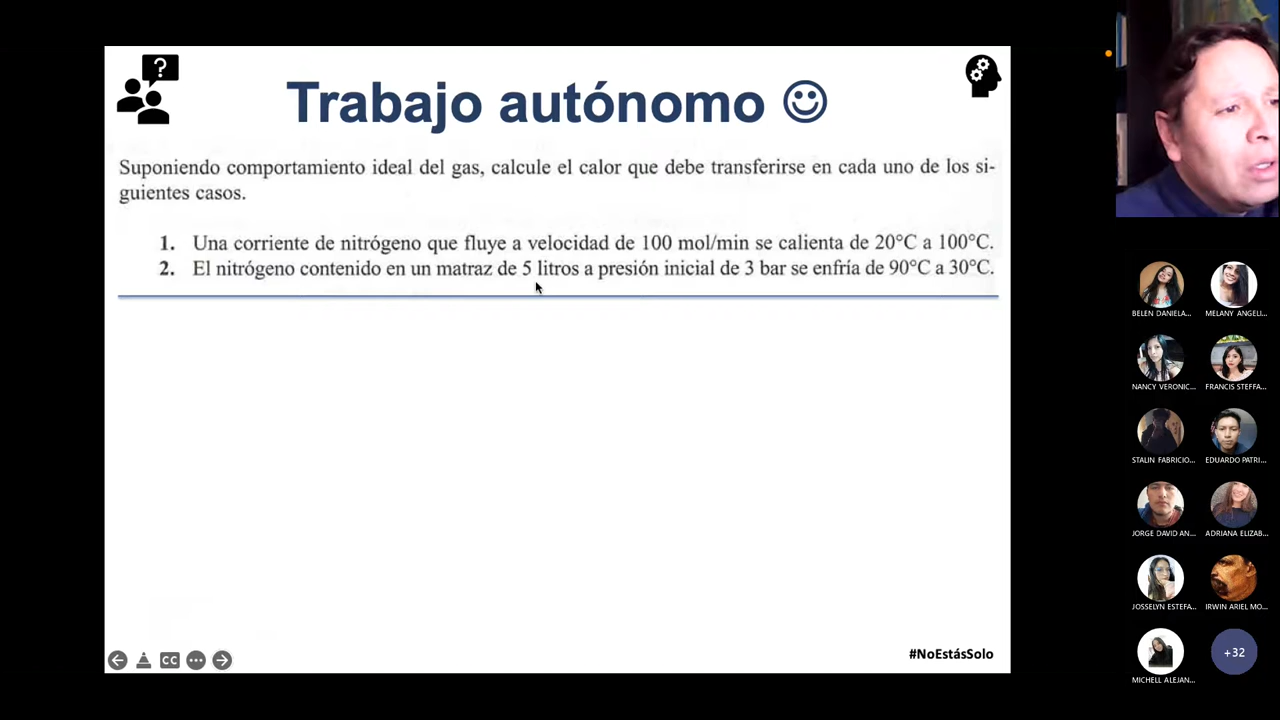 ?
Trabajo autónomo ☺
Suponiendo comportamiento ideal del gas, calcule el calor que debe transferirse en cada uno de los si-
guientes casos.
1. Una corriente de nitrógeno que fluye a velocidad de 100 mol/min se calienta de 20°C a 100°C.
2. El nitrógeno contenido en un matraz de 5 litros a presión inicial de 3 bar se enfría de 90°C a 30°C.
CC
#NoEstásSolo
BELEN DANIELA...
MELANY ANGELI...
NANCY VERONIC...
FRANCIS STEFFA...
STALIN FABRICIO...
EDUARDO PATRI...
JORGE DAVID AN...
ADRIANA ELIZAB...
JOSSELYN ESTEFA...
IRWIN ARIEL MO...
MICHELL ALEJAN...
+32